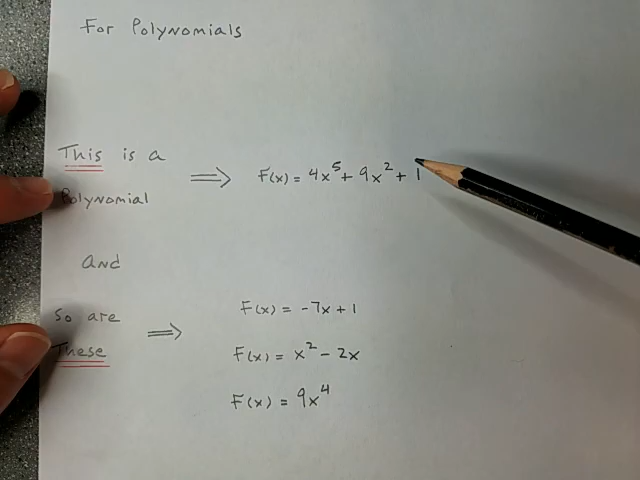 For Polynomials
This is a
Polynomial
⇒ F(x) = 4x⁵ + 9x² + 1
and
so are
These
⇒ F(x) = -7x + 1
F(x) = x² - 2x
F(x) = 9x⁴